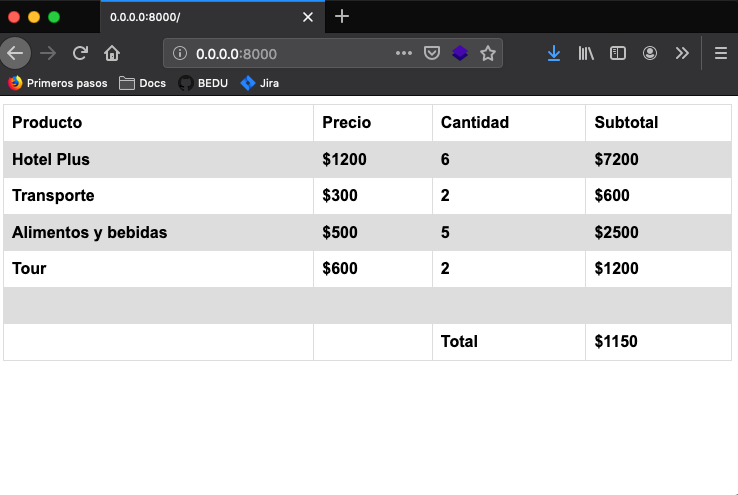 0.0.0.0:8000/
0.0.0.0:8000
Primeros pasos Docs BEDU Jira
Producto Precio Cantidad Subtotal
Hotel Plus $1200 6 $7200
Transporte $300 2 $600
Alimentos y bebidas $500 5 $2500
Tour $600 2 $1200
Total $1150